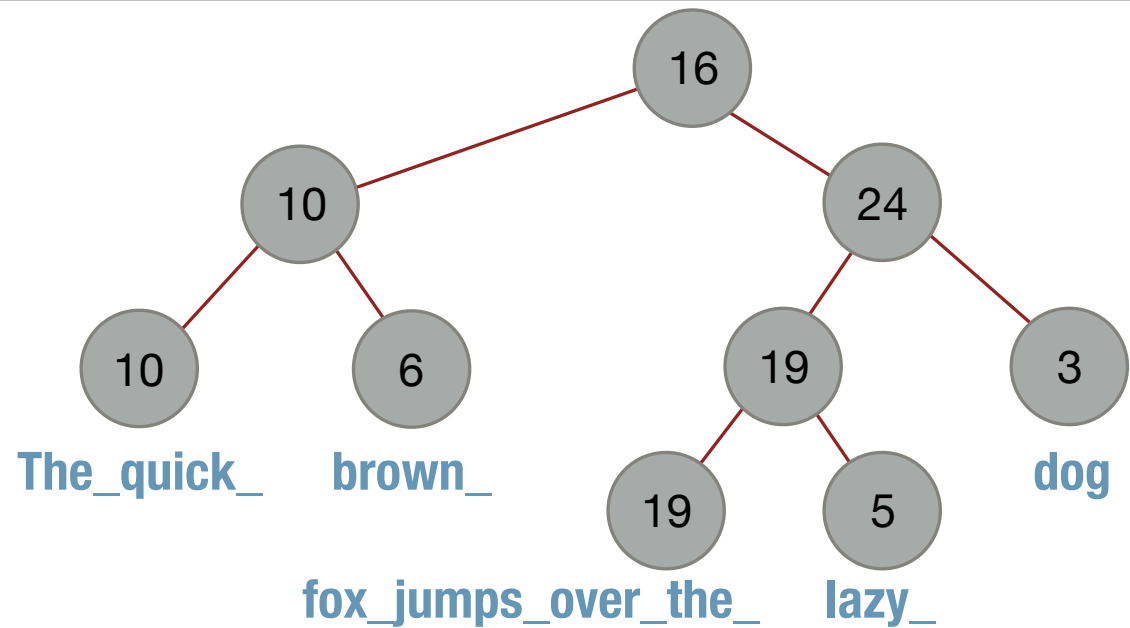 16
10 24
10 6 19 3
The_quick_ brown_ dog
19 5
fox_jumps_over_the_ lazy_